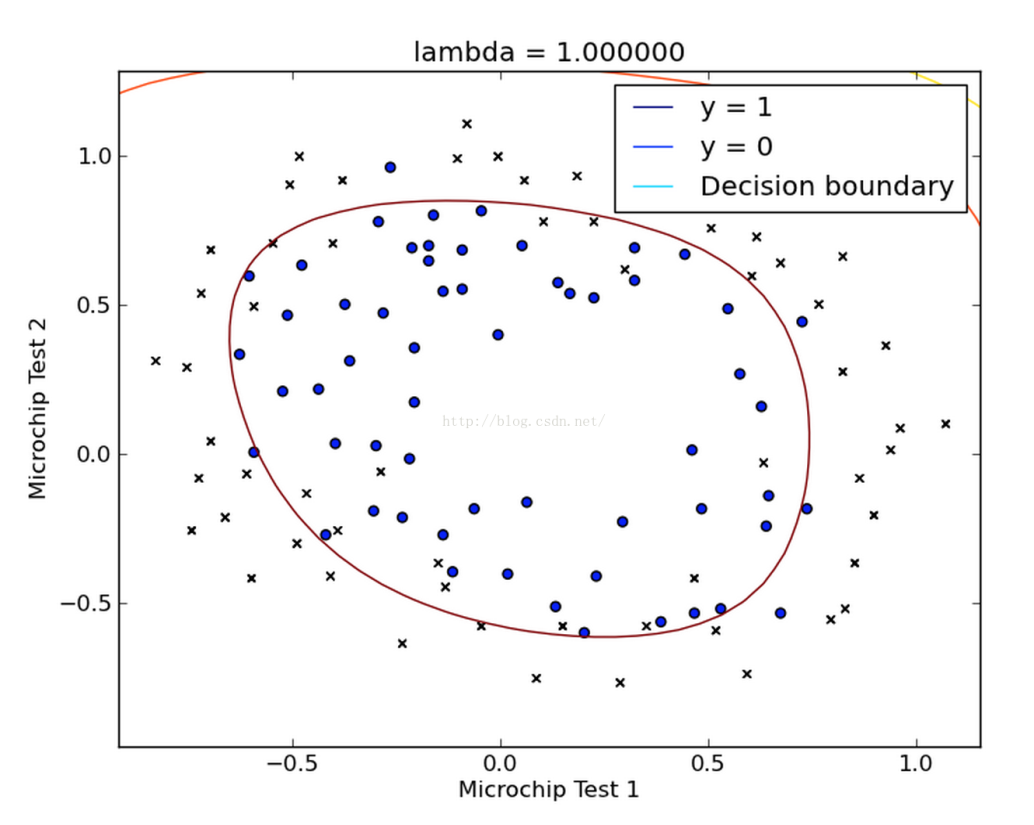 lambda = 1.000000
y = 1
y = 0
Decision boundary
1.0
0.5
0.0
−0.5
Microchip Test 2
http://blog.csdn.net/
−0.5
0.0
0.5
1.0
Microchip Test 1